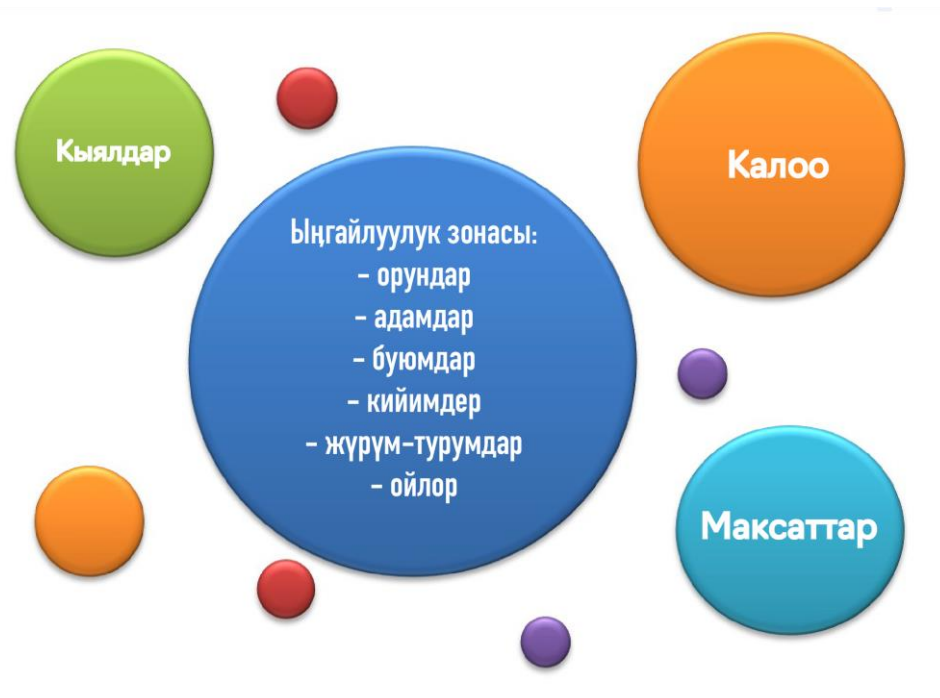 Кыялдар
Калоо
Ыңгайлуулук зонасы:
- орундар
- адамдар
- буюмдар
- кийимдер
- жүрүм-турумдар
- ойлор
Максаттар